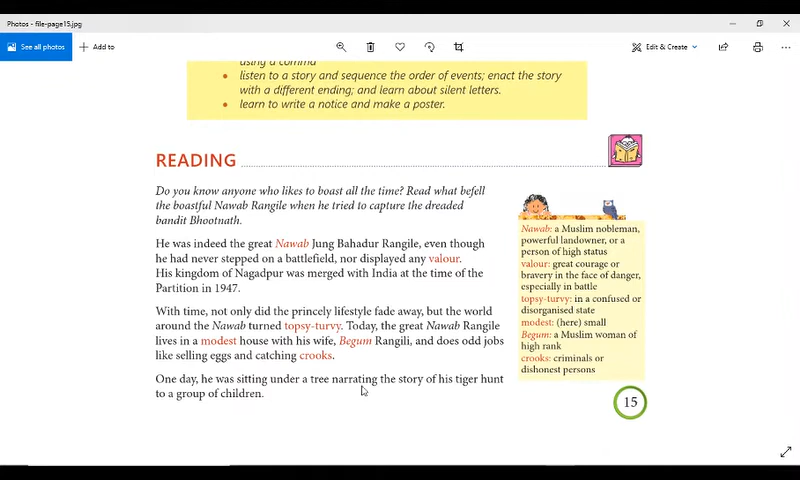 Photos - file-page15.jpg
See all photos
Add to
Edit & Create
using a comma
• listen to a story and sequence the order of events; enact the story
with a different ending; and learn about silent letters.
• learn to write a notice and make a poster.
READING
Do you know anyone who likes to boast all the time? Read what befell
the boastful Nawab Rangile when he tried to capture the dreaded
bandit Bhootnath.
He was indeed the great Nawab Jung Bahadur Rangile, even though
he had never stepped on a battlefield, nor displayed any valour.
His kingdom of Nagadpur was merged with India at the time of the
Partition in 1947.
With time, not only did the princely lifestyle fade away, but the world
around the Nawab turned topsy-turvy. Today, the great Nawab Rangile
lives in a modest house with his wife, Begum Rangili, and does odd jobs
like selling eggs and catching crooks.
One day, he was sitting under a tree narrating the story of his tiger hunt
to a group of children.
Nawab: a Muslim nobleman,
powerful landowner, or a
person of high status
valour: great courage or
bravery in the face of danger,
especially in battle
topsy-turvy: in a confused or
disorganised state
modest: (here) small
Begum: a Muslim woman of
high rank
crooks: criminals or
dishonest persons
15